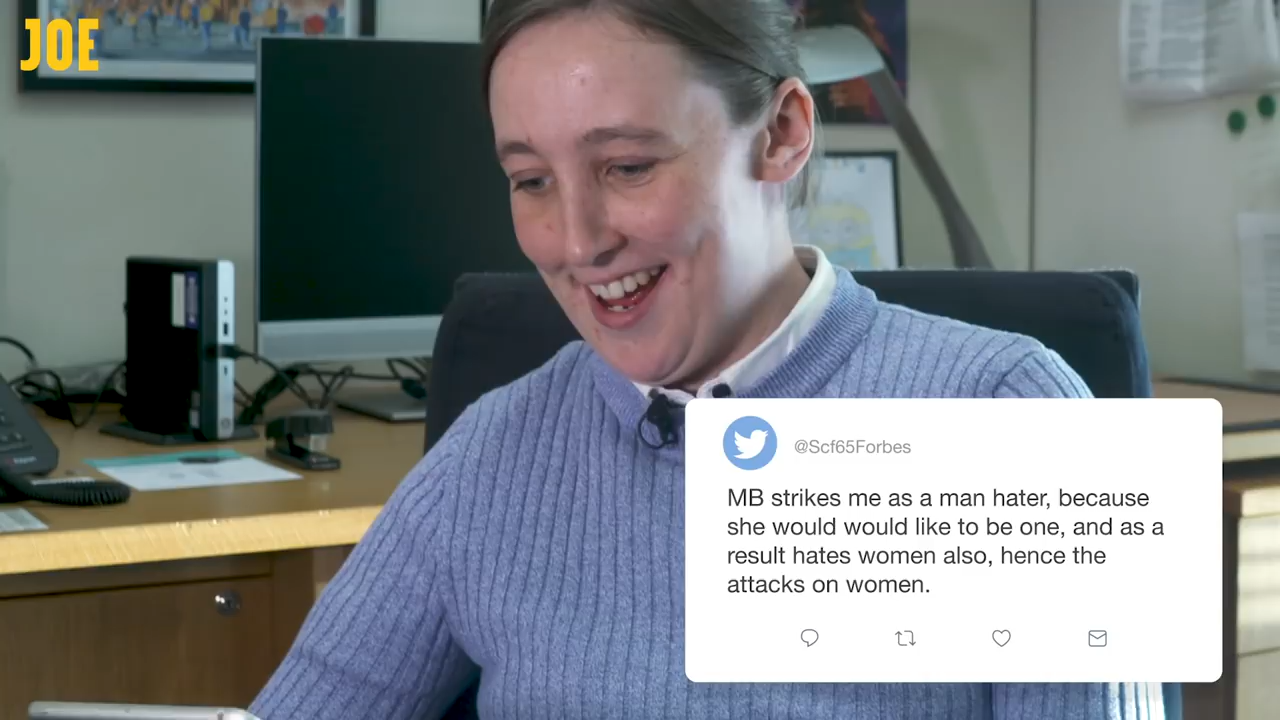 JOE
@Scf65Forbes
MB strikes me as a man hater, because
she would would like to be one, and as a
result hates women also, hence the
attacks on women.